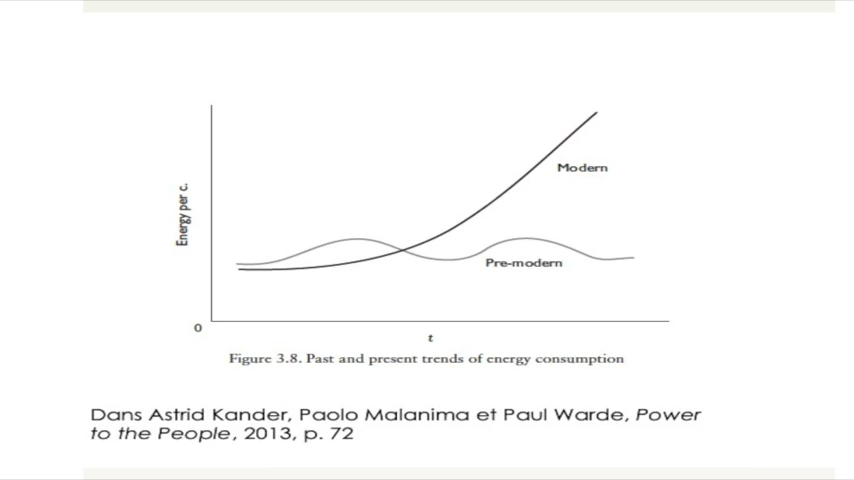 Energy per c.
Modern
Pre-modern
0
t
Figure 3.8. Past and present trends of energy consumption
Dans Astrid Kander, Paolo Malanima et Paul Warde, Power
to the People, 2013, p. 72